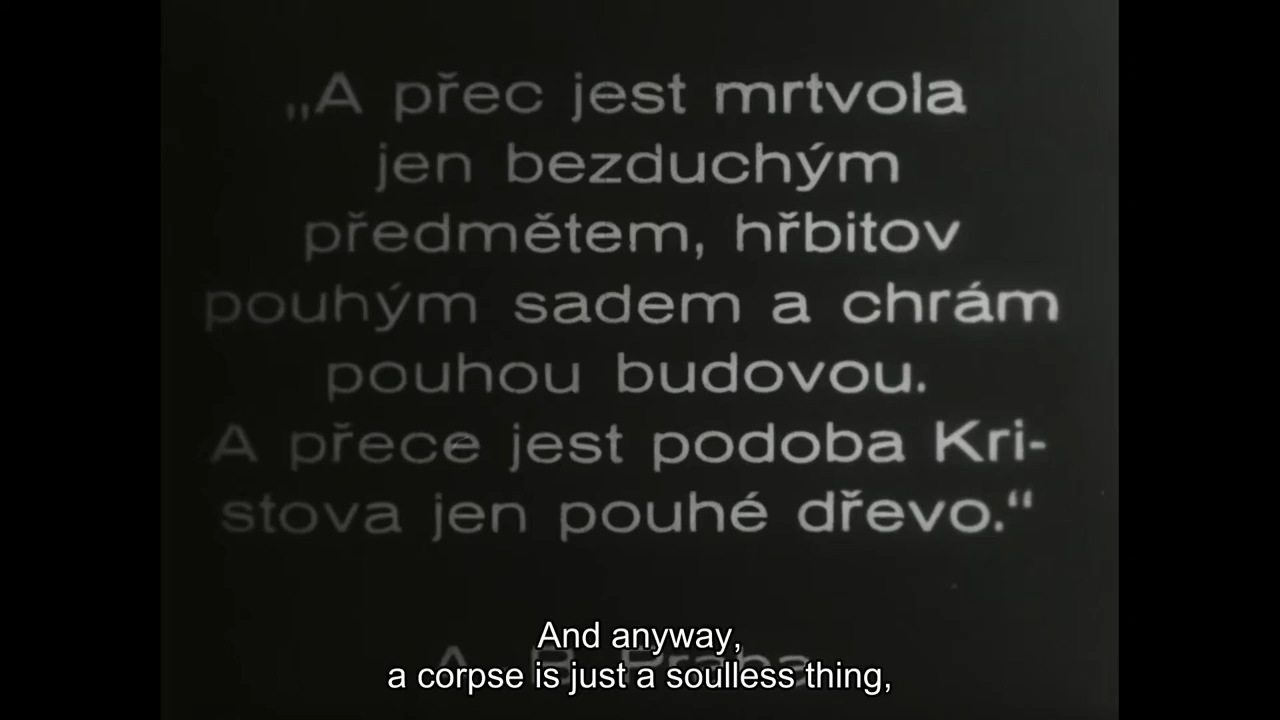 „A přec jest mrtvola
jen bezduchým
předmětem, hřbitov
pouhým sadem a chrám
pouhou budovou.
A přece jest podoba Kri-
stova jen pouhé dřevo.“
A B Praha
And anyway,
a corpse is just a soulless thing,